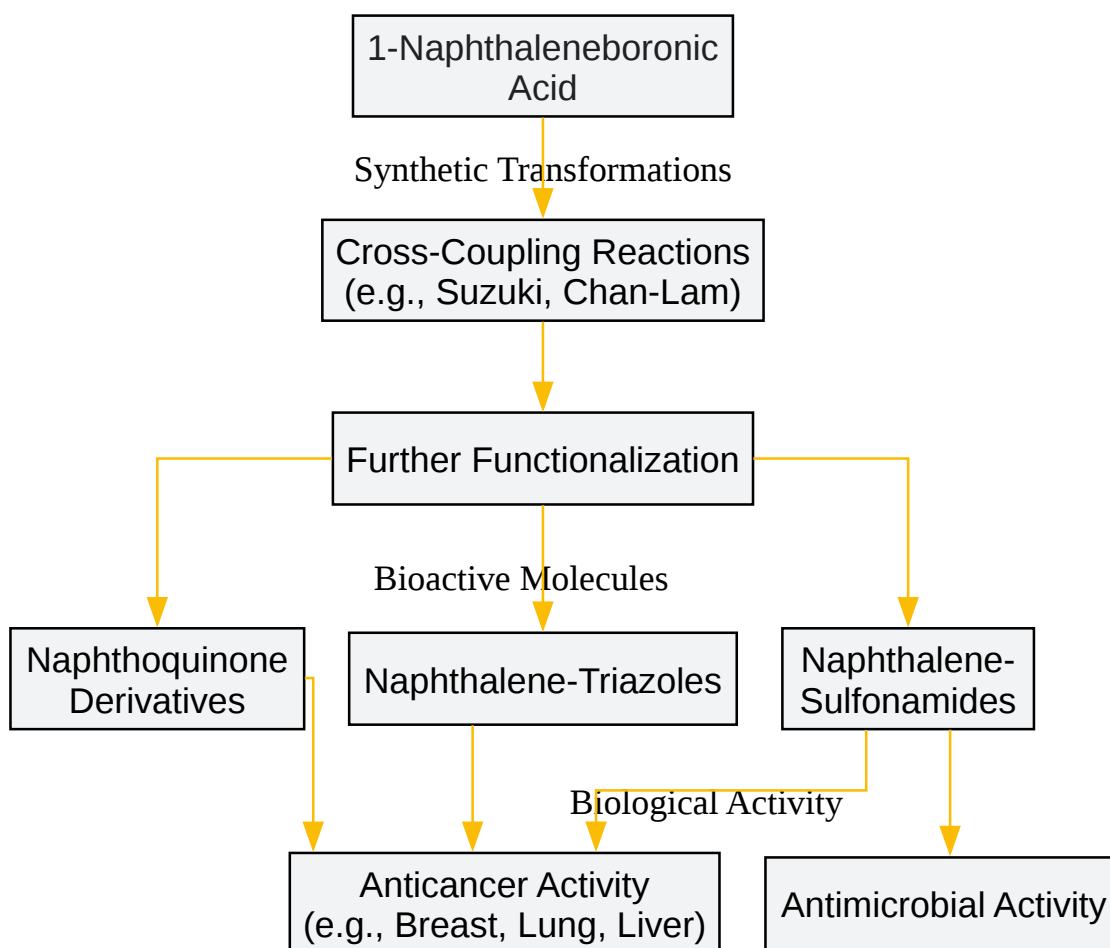 1-Naphthaleneboronic
Acid
Synthetic Transformations
Cross-Coupling Reactions
(e.g., Suzuki, Chan-Lam)
Further Functionalization
Bioactive Molecules
Naphthoquinone
Derivatives
Naphthalene-Triazoles
Naphthalene-
Sulfonamides
Biological Activity
Anticancer Activity
(e.g., Breast, Lung, Liver)
Antimicrobial Activity